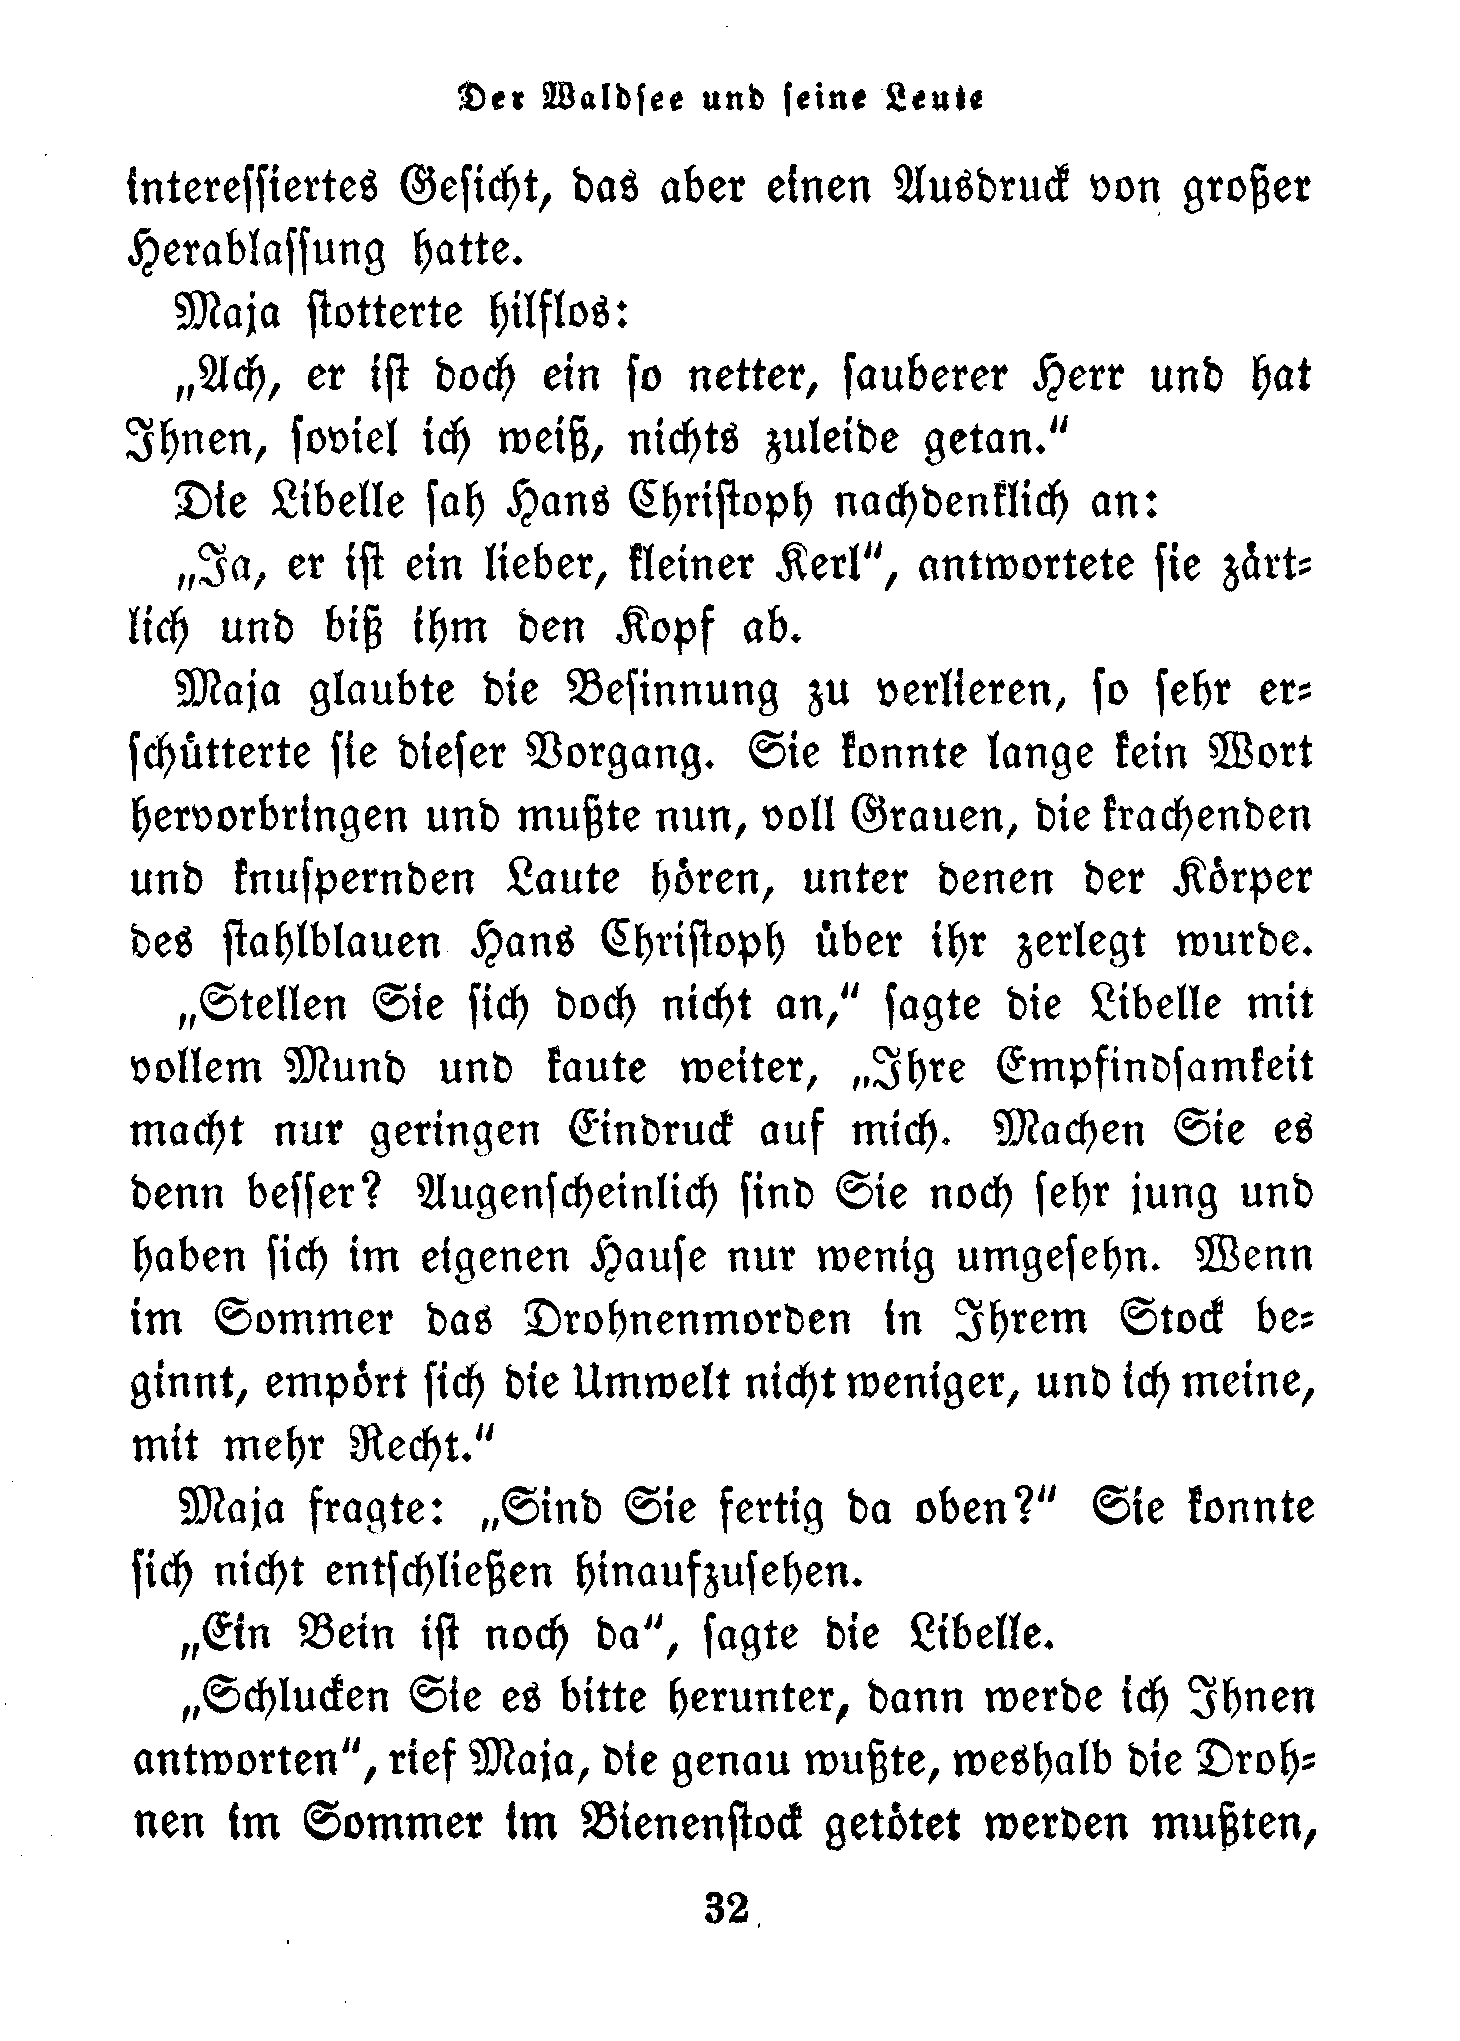 Der Waldsee und seine Leute
interessiertes Gesicht, das aber einen Ausdruck von großer
Herablassung hatte.
Maja stotterte hilflos:
„Ach, er ist doch ein so netter, sauberer Herr und hat
Ihnen, soviel ich weiß, nichts zuleide getan.“
Die Libelle sah Hans Christoph nachdenklich an:
„Ja, er ist ein lieber, kleiner Kerl“, antwortete sie zärt-
lich und biß ihm den Kopf ab.
Maja glaubte die Besinnung zu verlieren, so sehr er-
schütterte sie dieser Vorgang. Sie konnte lange kein Wort
hervorbringen und mußte nun, voll Grauen, die krachenden
und knuspernden Laute hören, unter denen der Körper
des stahlblauen Hans Christoph über ihr zerlegt wurde.
„Stellen Sie sich doch nicht an,“ sagte die Libelle mit
vollem Mund und kaute weiter, „Ihre Empfindsamkeit
macht nur geringen Eindruck auf mich. Machen Sie es
denn besser? Augenscheinlich sind Sie noch sehr jung und
haben sich im eigenen Hause nur wenig umgesehn. Wenn
im Sommer das Drohnenmorden in Ihrem Stock be-
ginnt, empört sich die Umwelt nicht weniger, und ich meine,
mit mehr Recht.“
Maja fragte: „Sind Sie fertig da oben?“ Sie konnte
sich nicht entschließen hinaufzusehen.
„Ein Bein ist noch da“, sagte die Libelle.
„Schlucken Sie es bitte herunter, dann werde ich Ihnen
antworten“, rief Maja, die genau wußte, weshalb die Droh-
nen im Sommer im Bienenstock getötet werden mußten,
32